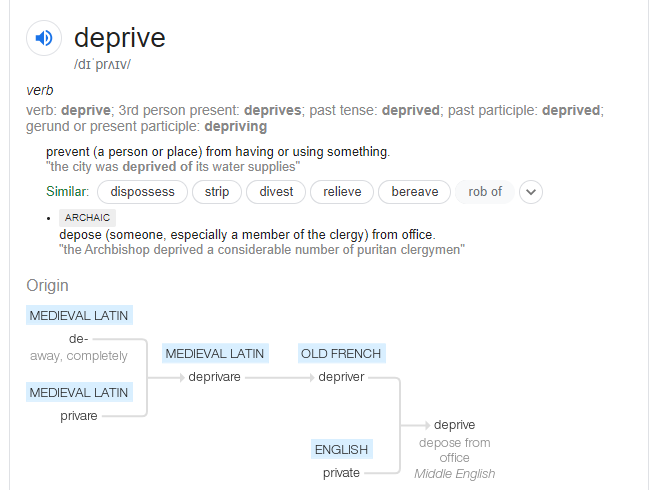 deprive
/dɪˈprʌɪv/
verb
verb: deprive; 3rd person present: deprives; past tense: deprived; past participle: deprived;
gerund or present participle: depriving
prevent (a person or place) from having or using something.
"the city was deprived of its water supplies"
Similar: dispossess strip divest relieve bereave rob of
• ARCHAIC
depose (someone, especially a member of the clergy) from office.
"the Archbishop deprived a considerable number of puritan clergymen"
Origin
MEDIEVAL LATIN
de-
away, completely
MEDIEVAL LATIN
privare
MEDIEVAL LATIN
deprivare
OLD FRENCH
depriver
ENGLISH
private
deprive
depose from
office
Middle English